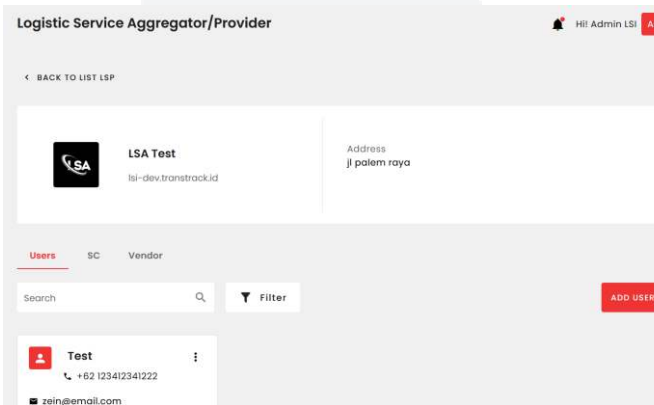 Logistic Service Aggregator/Provider
Hi! Admin LSI A
< BACK TO LIST LSP
LSA
LSA Test
lsi-dev.transtrack.id
Address
jl palem raya
Users SC Vendor
Search Filter ADD USER
Test
+62 123412341222
zein@email.com